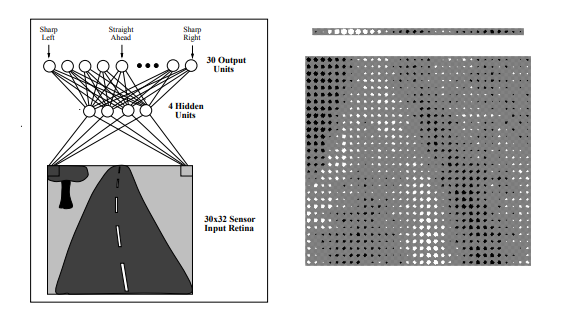 Sharp
Left
Straight
Ahead
Sharp
Right
30 Output
Units
4 Hidden
Units
30x32 Sensor
Input Retina